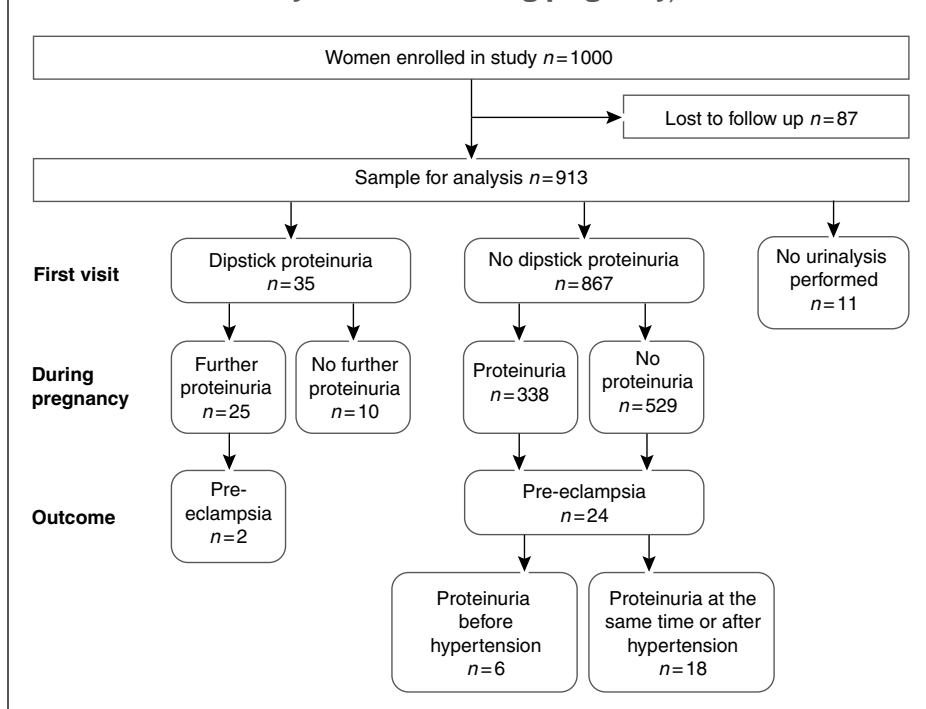 Women enrolled in study n=1000
Lost to follow up n=87
Sample for analysis n=913
First visit
Dipstick proteinuria
n=35
No dipstick proteinuria
n=867
No urinalysis
performed
n=11
During
pregnancy
Further
proteinuria
n=25
No further
proteinuria
n=10
Proteinuria
n=338
No
proteinuria
n=529
Outcome
Pre-
eclampsia
n=2
Pre-eclampsia
n=24
Proteinuria
before
hypertension
n=6
Proteinuria at the
same time or after
hypertension
n=18